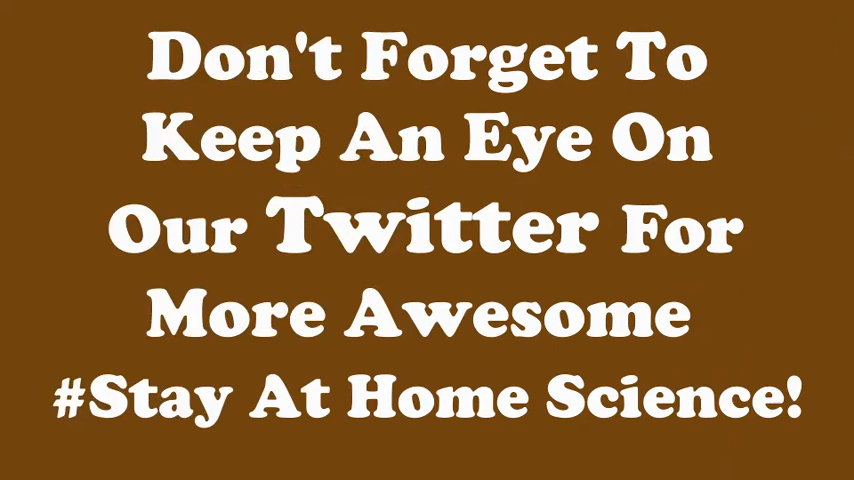 Don't Forget To
Keep An Eye On
Our Twitter For
More Awesome
#Stay At Home Science!